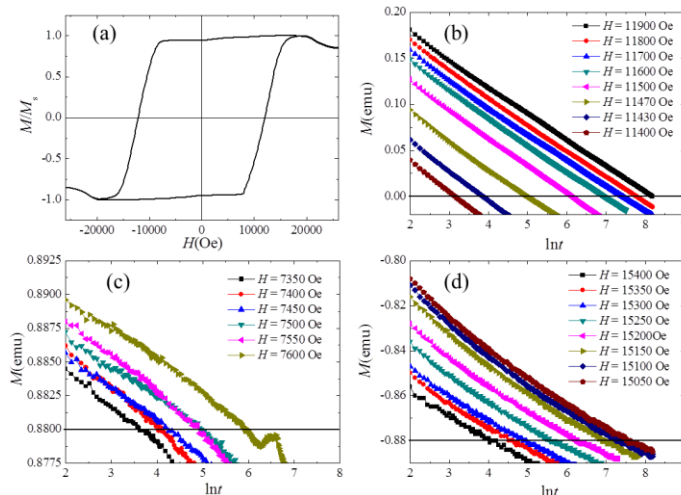 (a)
1.0
0.5
0.0
-0.5
-1.0
M/Ms
-20000 -10000 0 10000 20000
H(Oe)
(b)
0.20
0.15
0.10
0.05
0.00
M(emu)
2 3 4 5 6 7 8
lnt
H = 11900 Oe
H = 11800 Oe
H = 11700 Oe
H = 11600 Oe
H = 11500 Oe
H = 11470 Oe
H = 11430 Oe
H = 11400 Oe
(c)
0.8925
0.8900
0.8875
0.8850
0.8825
0.8800
0.8775
M(emu)
2 3 4 5 6 7 8
lnt
H = 7350 Oe
H = 7400 Oe
H = 7450 Oe
H = 7500 Oe
H = 7550 Oe
H = 7600 Oe
(d)
-0.80
-0.82
-0.84
-0.86
-0.88
M(emu)
2 3 4 5 6 7 8
lnt
H = 15400 Oe
H = 15350 Oe
H = 15300 Oe
H = 15250 Oe
H = 15200Oe
H = 15150 Oe
H = 15100 Oe
H = 15050 Oe